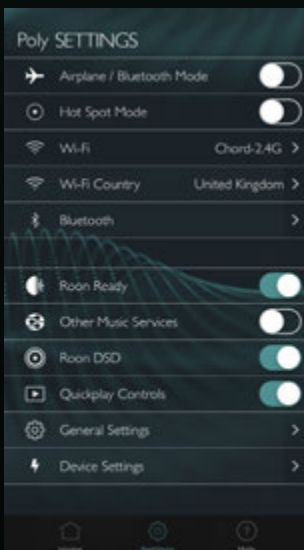 Poly SETTINGS
Airplane / Bluetooth Mode
Hot Spot Mode
Wi-Fi Chord-2.4G >
Wi-Fi Country United Kingdom >
Bluetooth >
Roon Ready
Other Music Services
Roon DSD
Quickplay Controls
General Settings >
Device Settings >